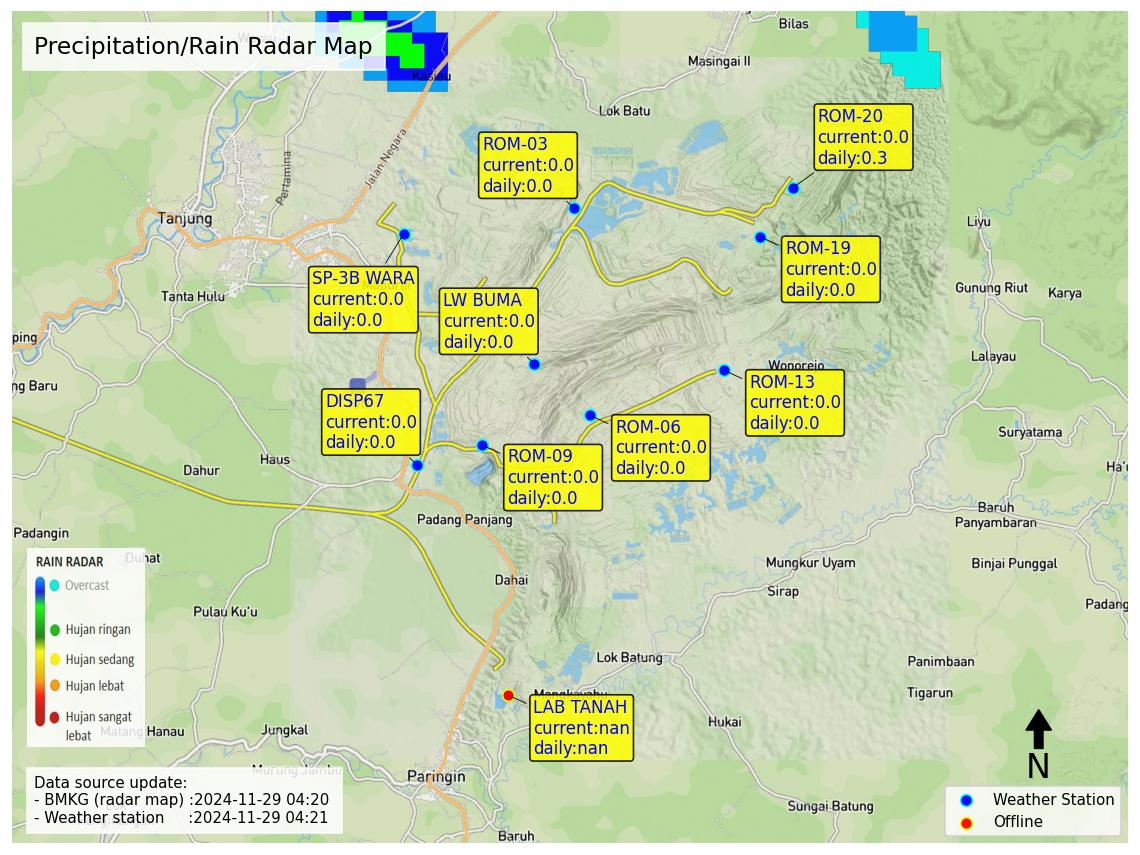 Precipitation/Rain Radar Map
Bilas
Masingai II
Kasiau
Lok Batu
Jalan Negara
Pertamina
ROM-20
current:0.0
daily:0.3
ROM-03
current:0.0
daily:0.0
Tanjung
Liyu
ROM-19
current:0.0
daily:0.0
SP-3B WARA
current:0.0
daily:0.0
LW BUMA
current:0.0
daily:0.0
Tanta Hulu
Gunung Riut
Karya
ping
Lalayau
Wonorejo
ng Baru
ROM-13
current:0.0
daily:0.0
DISP67
current:0.0
daily:0.0
ROM-06
current:0.0
daily:0.0
Suryatama
ROM-09
current:0.0
daily:0.0
Haus
Dahur
Ha'u
Baruh
Panyambaran
Padang Panjang
Padangin
Duhat
Mungkur Uyam
Binjai Punggal
Dahai
Sirap
Padang
Pulau Ku'u
RAIN RADAR
Overcast
Hujan ringan
Hujan sedang
Hujan lebat
Hujan sangat
lebat
Lok Batung
Panimbaan
Tigarun
Mangkayahu
LAB TANAH
current:nan
daily:nan
Hukai
Matang Hanau
Jungkal
Murung Jambu
Paringin
N
Data source update:
- BMKG (radar map) :2024-11-29 04:20
- Weather station :2024-11-29 04:21
Sungai Batung
Baruh
Weather Station
Offline